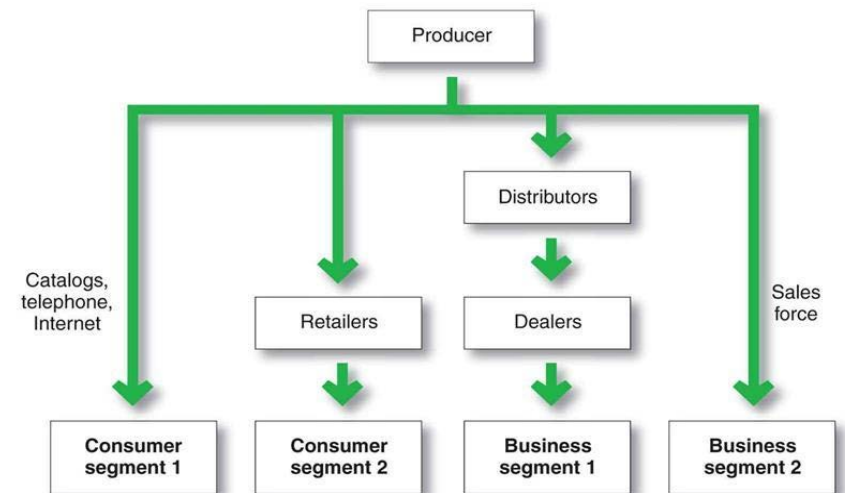 Producer
Distributors
Catalogs,
telephone,
Internet
Retailers
Dealers
Sales
force
Consumer
segment 1
Consumer
segment 2
Business
segment 1
Business
segment 2